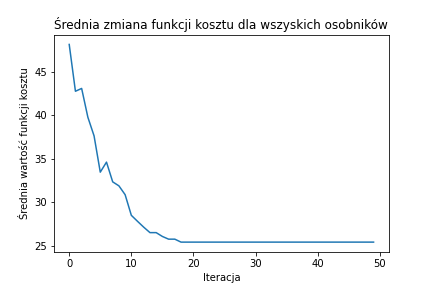 Średnia zmiana funkcji kosztu dla wszyskich osobników
Średnia wartość funkcji kosztu
45
40
35
30
25
0 10 20 30 40 50
Iteracja